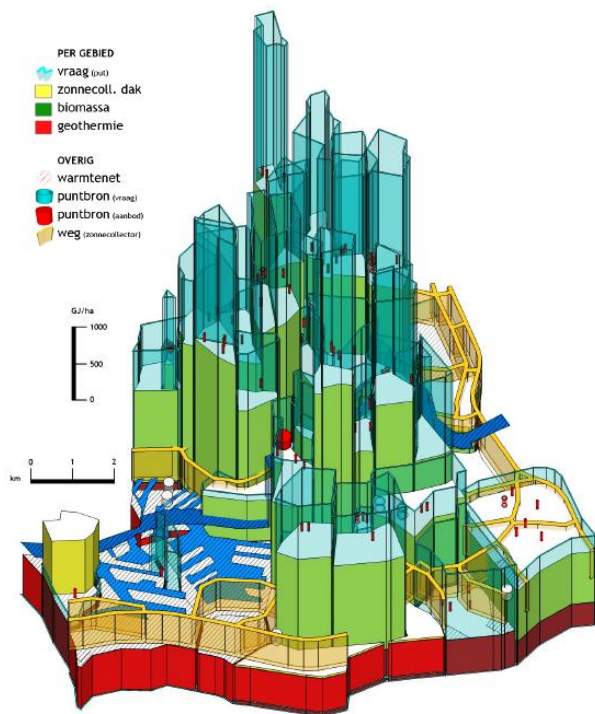 PER GEBIED
vraag (put)
zonnecoll. dak
biomassa
geothermie
OVERIG
warmtenet
puntbron (vraag)
puntbron (aanbod)
weg (zonnecollector)
GJ/ha
1000
500
0
km
0 1 2